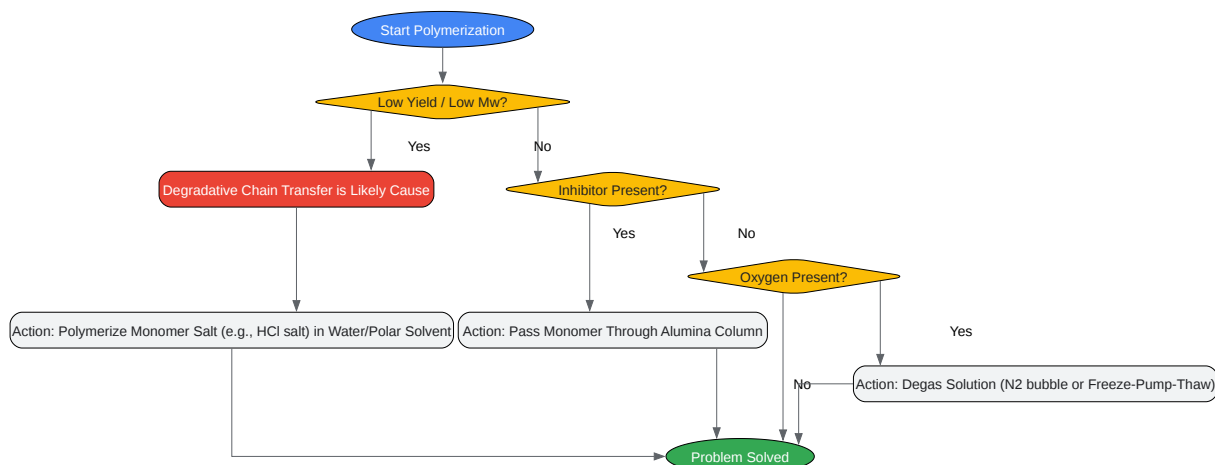 Start Polymerization
Low Yield / Low Mw?
Yes
No
Degradative Chain Transfer is Likely Cause
Inhibitor Present?
Yes
No
Oxygen Present?
Action: Polymerize Monomer Salt (e.g., HCl salt) in Water/Polar Solvent
Action: Pass Monomer Through Alumina Column
Yes
No
Action: Degas Solution (N2 bubble or Freeze-Pump-Thaw)
Problem Solved